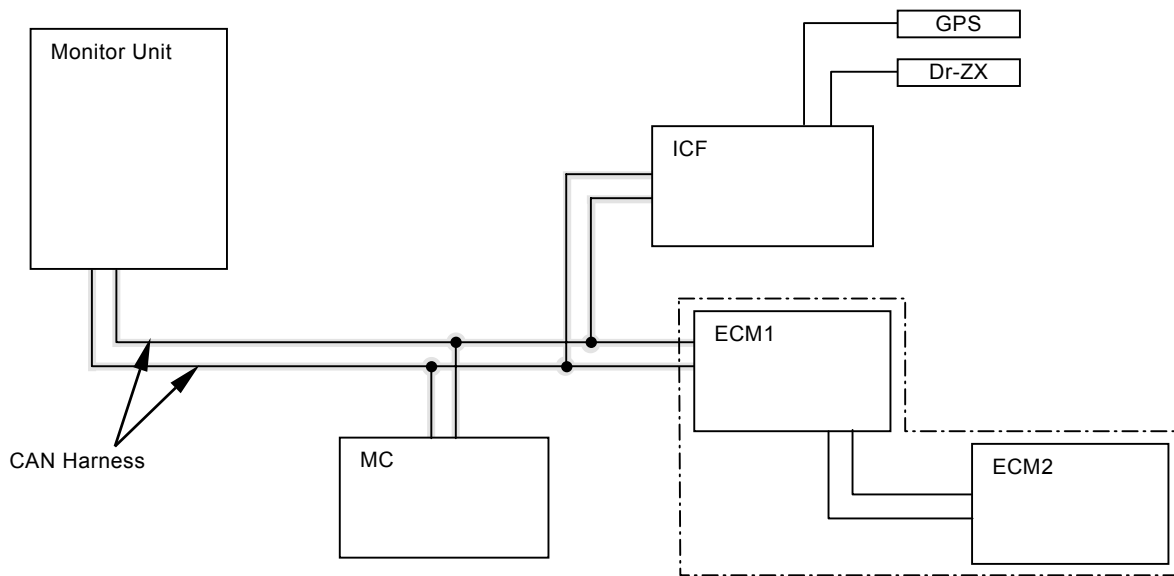 GPS
Monitor Unit
Dr-ZX
ICF
ECM1
CAN Harness
MC
ECM2